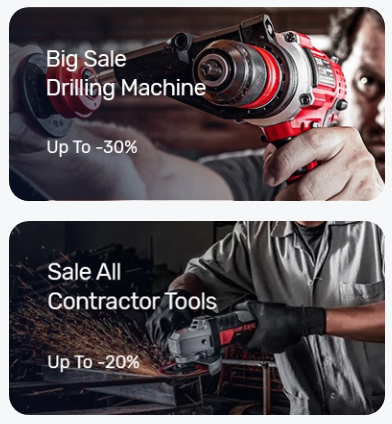 Big Sale
Drilling Machine
Up To -30%
Sale All
Contractor Tools
Up To -20%